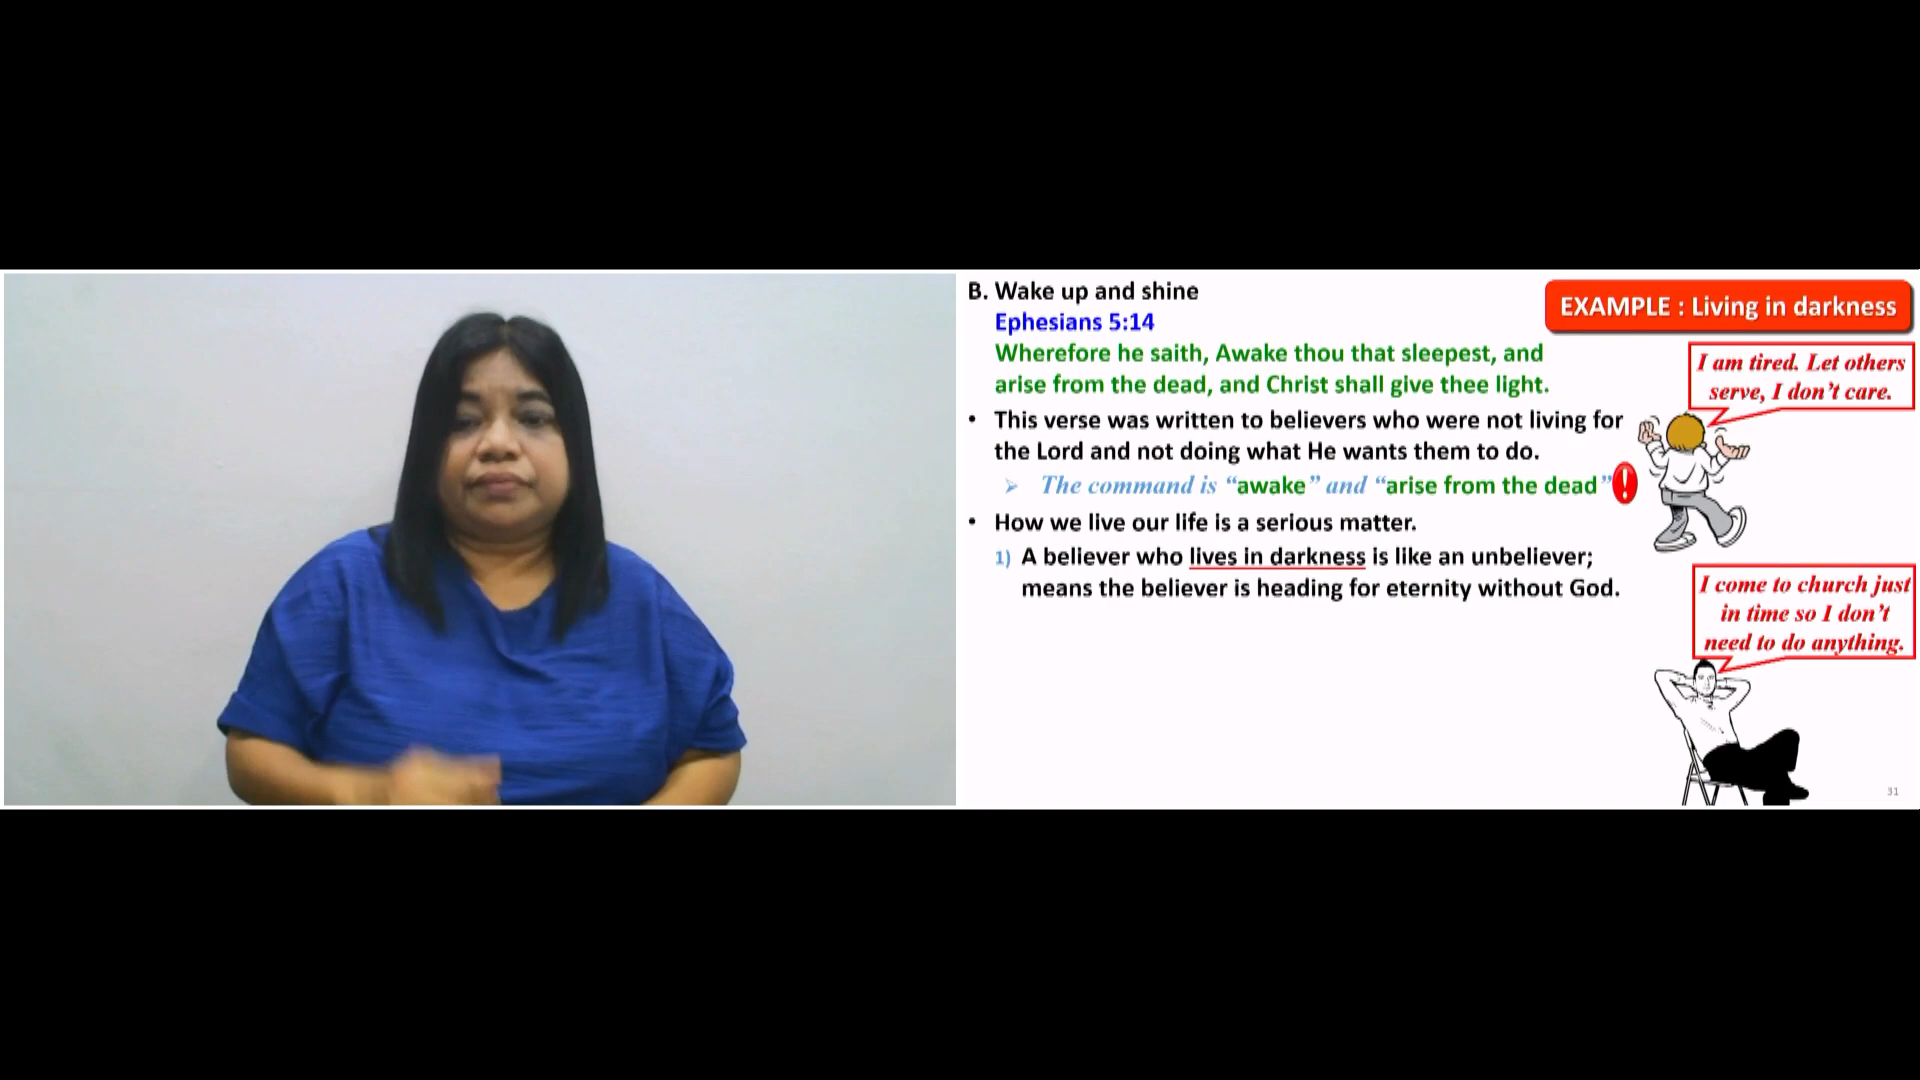 B. Wake up and shine
Ephesians 5:14
Wherefore he saith, Awake thou that sleepest, and
arise from the dead, and Christ shall give thee light.
• This verse was written to believers who were not living for
the Lord and not doing what He wants them to do.
➢ The command is “awake” and “arise from the dead”
• How we live our life is a serious matter.
1) A believer who lives in darkness is like an unbeliever;
means the believer is heading for eternity without God.
EXAMPLE : Living in darkness
I am tired. Let others
serve, I don’t care.
!
I come to church just
in time so I don’t
need to do anything.
31